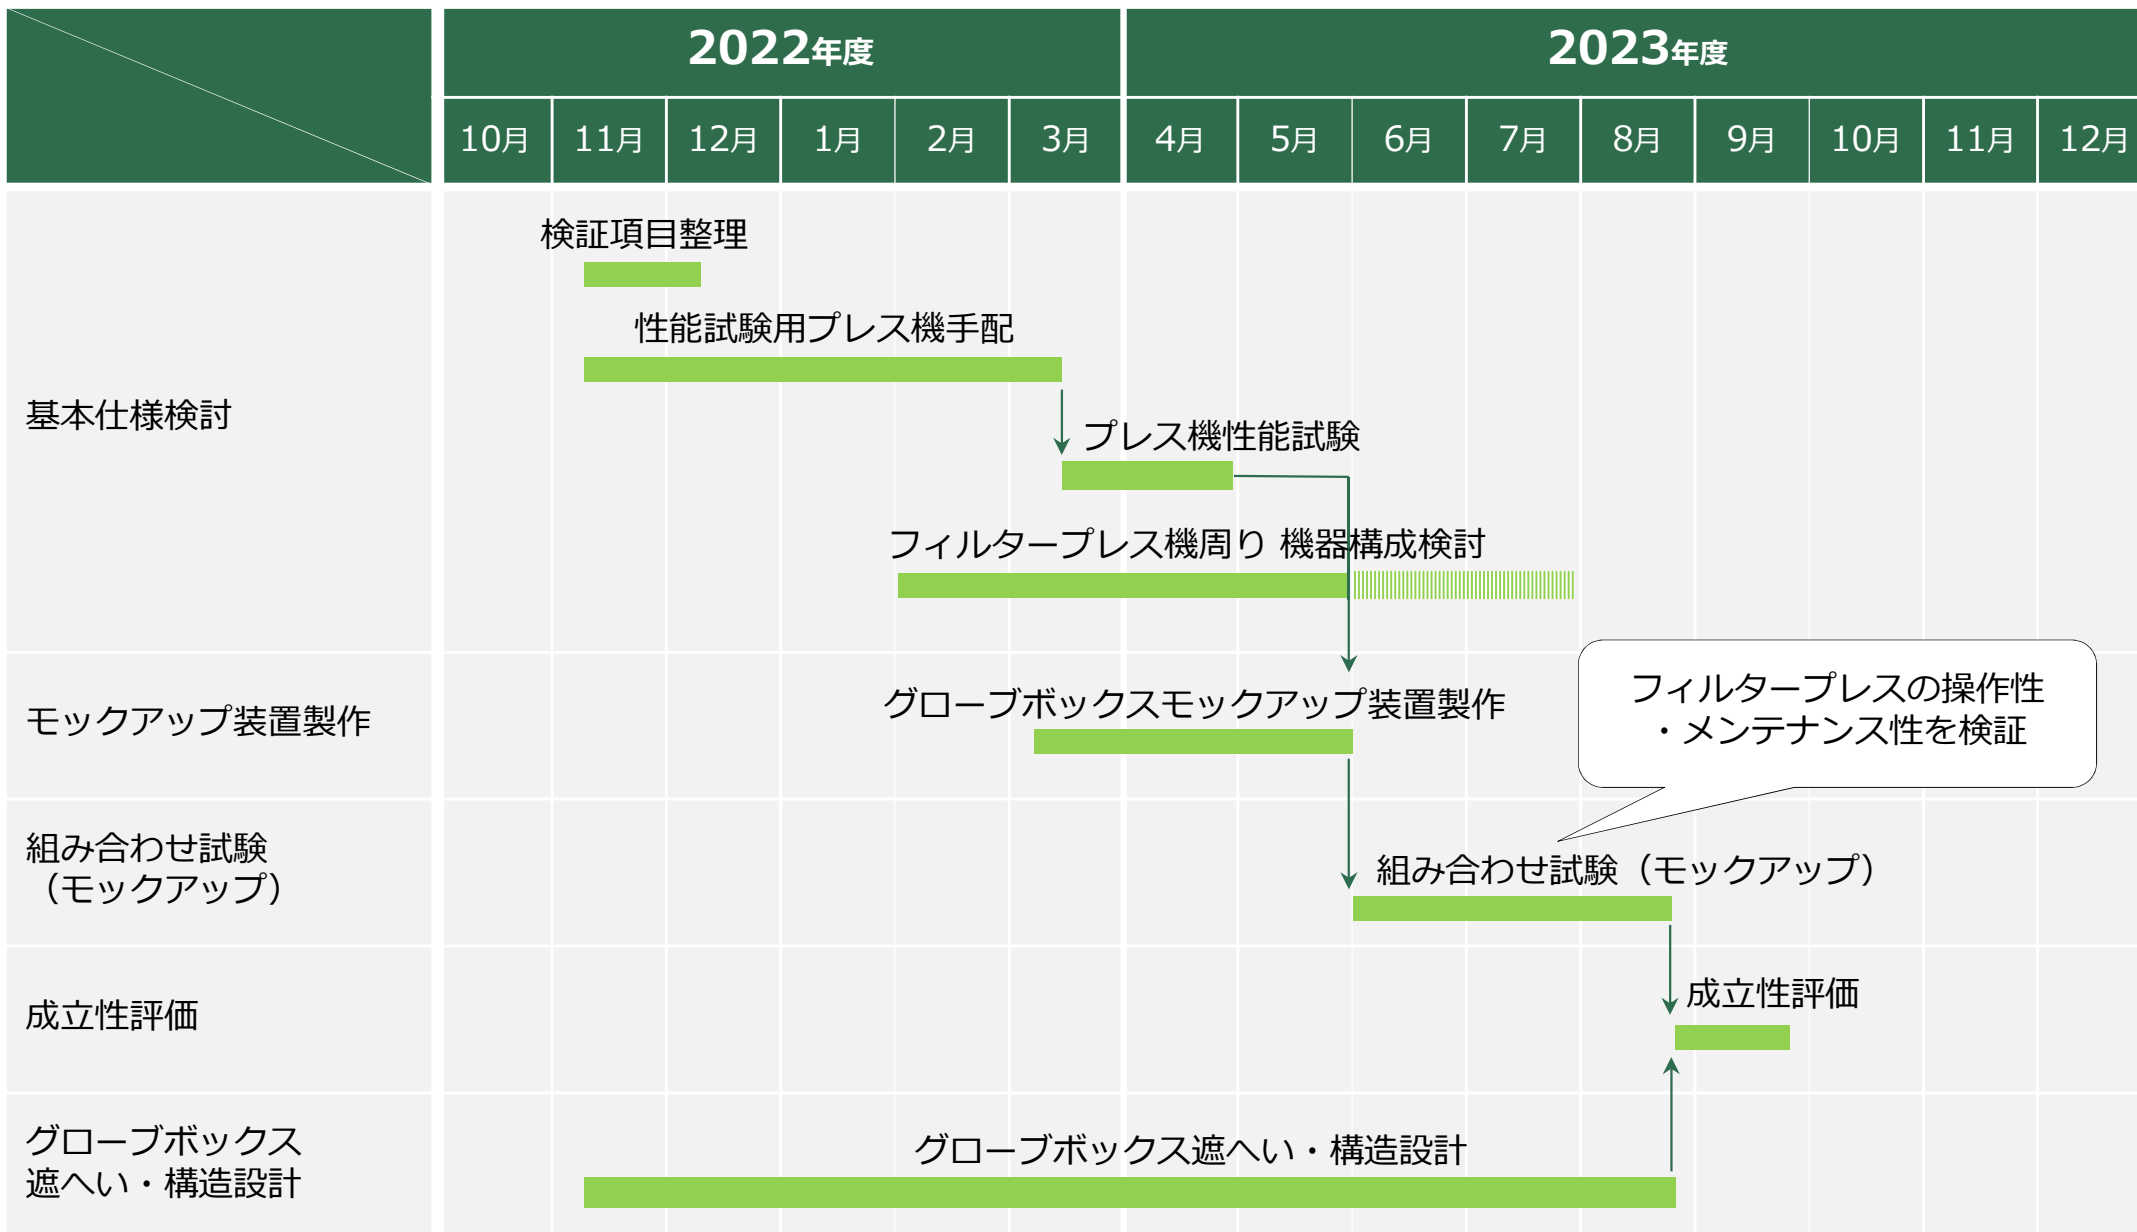 2022年度
2023年度
10月 11月 12月 1月 2月 3月 4月 5月 6月 7月 8月 9月 10月 11月 12月
基本仕様検討
検証項目整理
性能試験用プレス機手配
プレス機性能試験
フィルタープレス機周り 機器構成検討
モックアップ装置製作
グローブボックスモックアップ装置製作
フィルタープレスの操作性
・メンテナンス性を検証
組み合わせ試験
（モックアップ）
組み合わせ試験（モックアップ）
成立性評価
成立性評価
グローブボックス
遮へい・構造設計
グローブボックス遮へい・構造設計